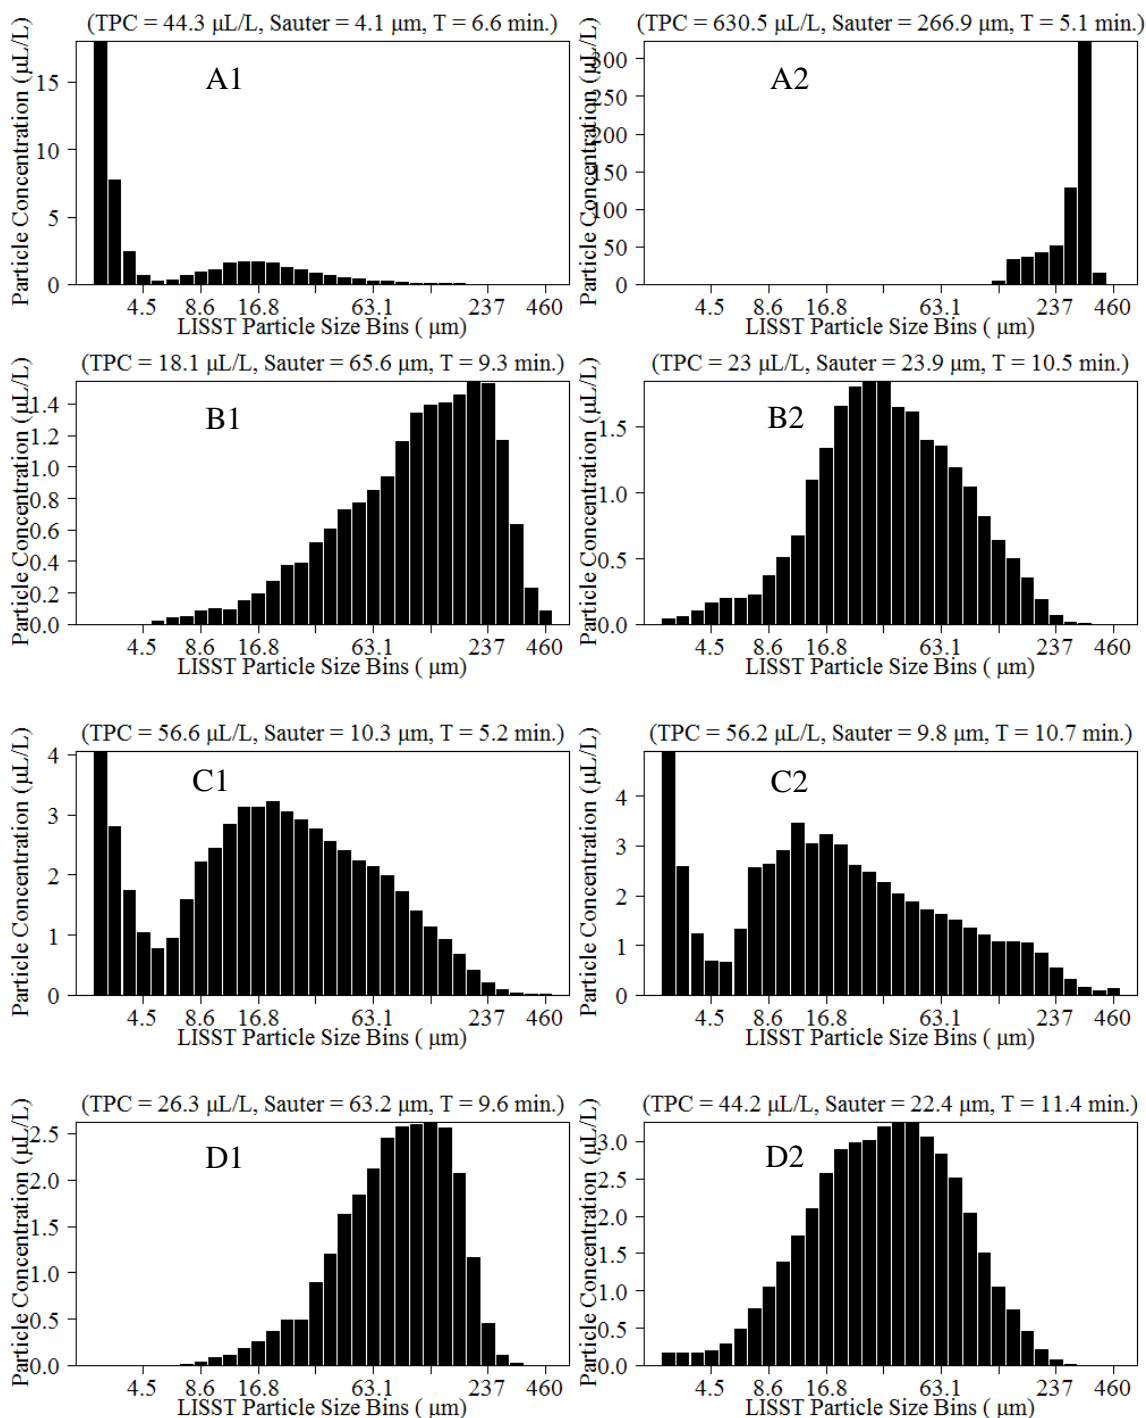 (TPC = 44.3 μL/L, Sauter = 4.1 μm, T = 6.6 min.)
A1
Particle Concentration (μL/L)
15
10
5
0
4.5 8.6 16.8 63.1 237 460
LISST Particle Size Bins ( μm)
(TPC = 630.5 μL/L, Sauter = 266.9 μm, T = 5.1 min.)
A2
Particle Concentration (μL/L)
300
250
200
150
100
50
0
4.5 8.6 16.8 63.1 237 460
LISST Particle Size Bins ( μm)
(TPC = 18.1 μL/L, Sauter = 65.6 μm, T = 9.3 min.)
B1
Particle Concentration (μL/L)
1.4
1.2
1.0
0.8
0.6
0.4
0.2
0.0
4.5 8.6 16.8 63.1 237 460
LISST Particle Size Bins ( μm)
(TPC = 23 μL/L, Sauter = 23.9 μm, T = 10.5 min.)
B2
Particle Concentration (μL/L)
1.5
1.0
0.5
0.0
4.5 8.6 16.8 63.1 237 460
LISST Particle Size Bins ( μm)
(TPC = 56.6 μL/L, Sauter = 10.3 μm, T = 5.2 min.)
C1
Particle Concentration (μL/L)
4
3
2
1
0
4.5 8.6 16.8 63.1 237 460
LISST Particle Size Bins ( μm)
(TPC = 56.2 μL/L, Sauter = 9.8 μm, T = 10.7 min.)
C2
Particle Concentration (μL/L)
4
3
2
1
0
4.5 8.6 16.8 63.1 237 460
LISST Particle Size Bins ( μm)
(TPC = 26.3 μL/L, Sauter = 63.2 μm, T = 9.6 min.)
D1
Particle Concentration (μL/L)
2.5
2.0
1.5
1.0
0.5
0.0
4.5 8.6 16.8 63.1 237 460
LISST Particle Size Bins ( μm)
(TPC = 44.2 μL/L, Sauter = 22.4 μm, T = 11.4 min.)
D2
Particle Concentration (μL/L)
3.0
2.5
2.0
1.5
1.0
0.5
0.0
4.5 8.6 16.8 63.1 237 460
LISST Particle Size Bins ( μm)